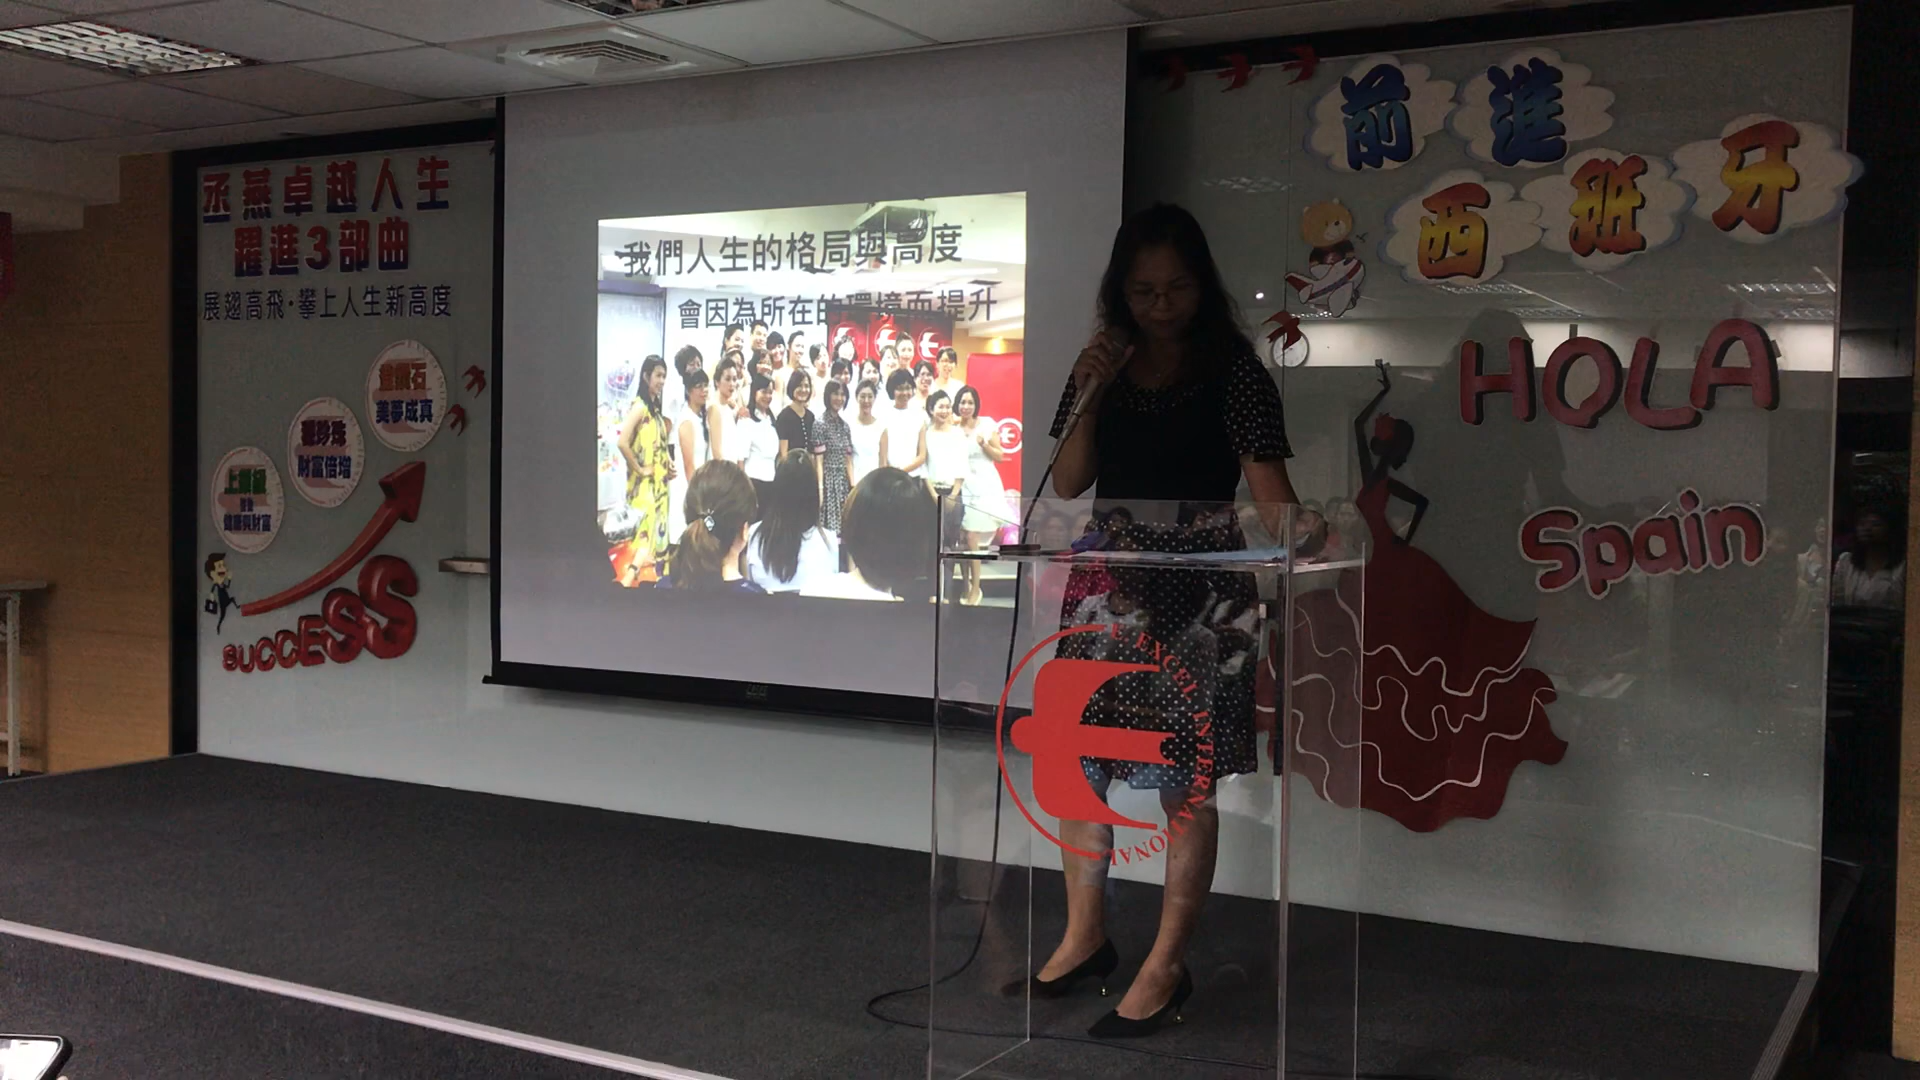 丞燕卓越人生
躍進3部曲
展翅高飛·攀上人生新高度
美夢成真
財富倍增
SUCCESS
我們人生的格局與高度
會因為所在的環境而提升
前進
西班牙
HOLA
Spain
E. EXCEL INTERNATIONAL